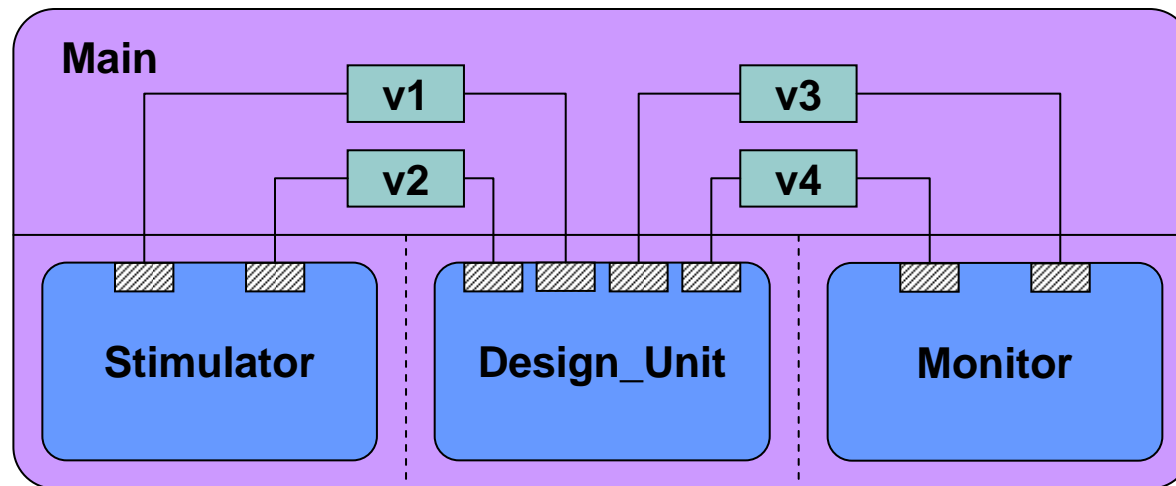 Main
v1
v3
v2
v4
Stimulator
Design_Unit
Monitor